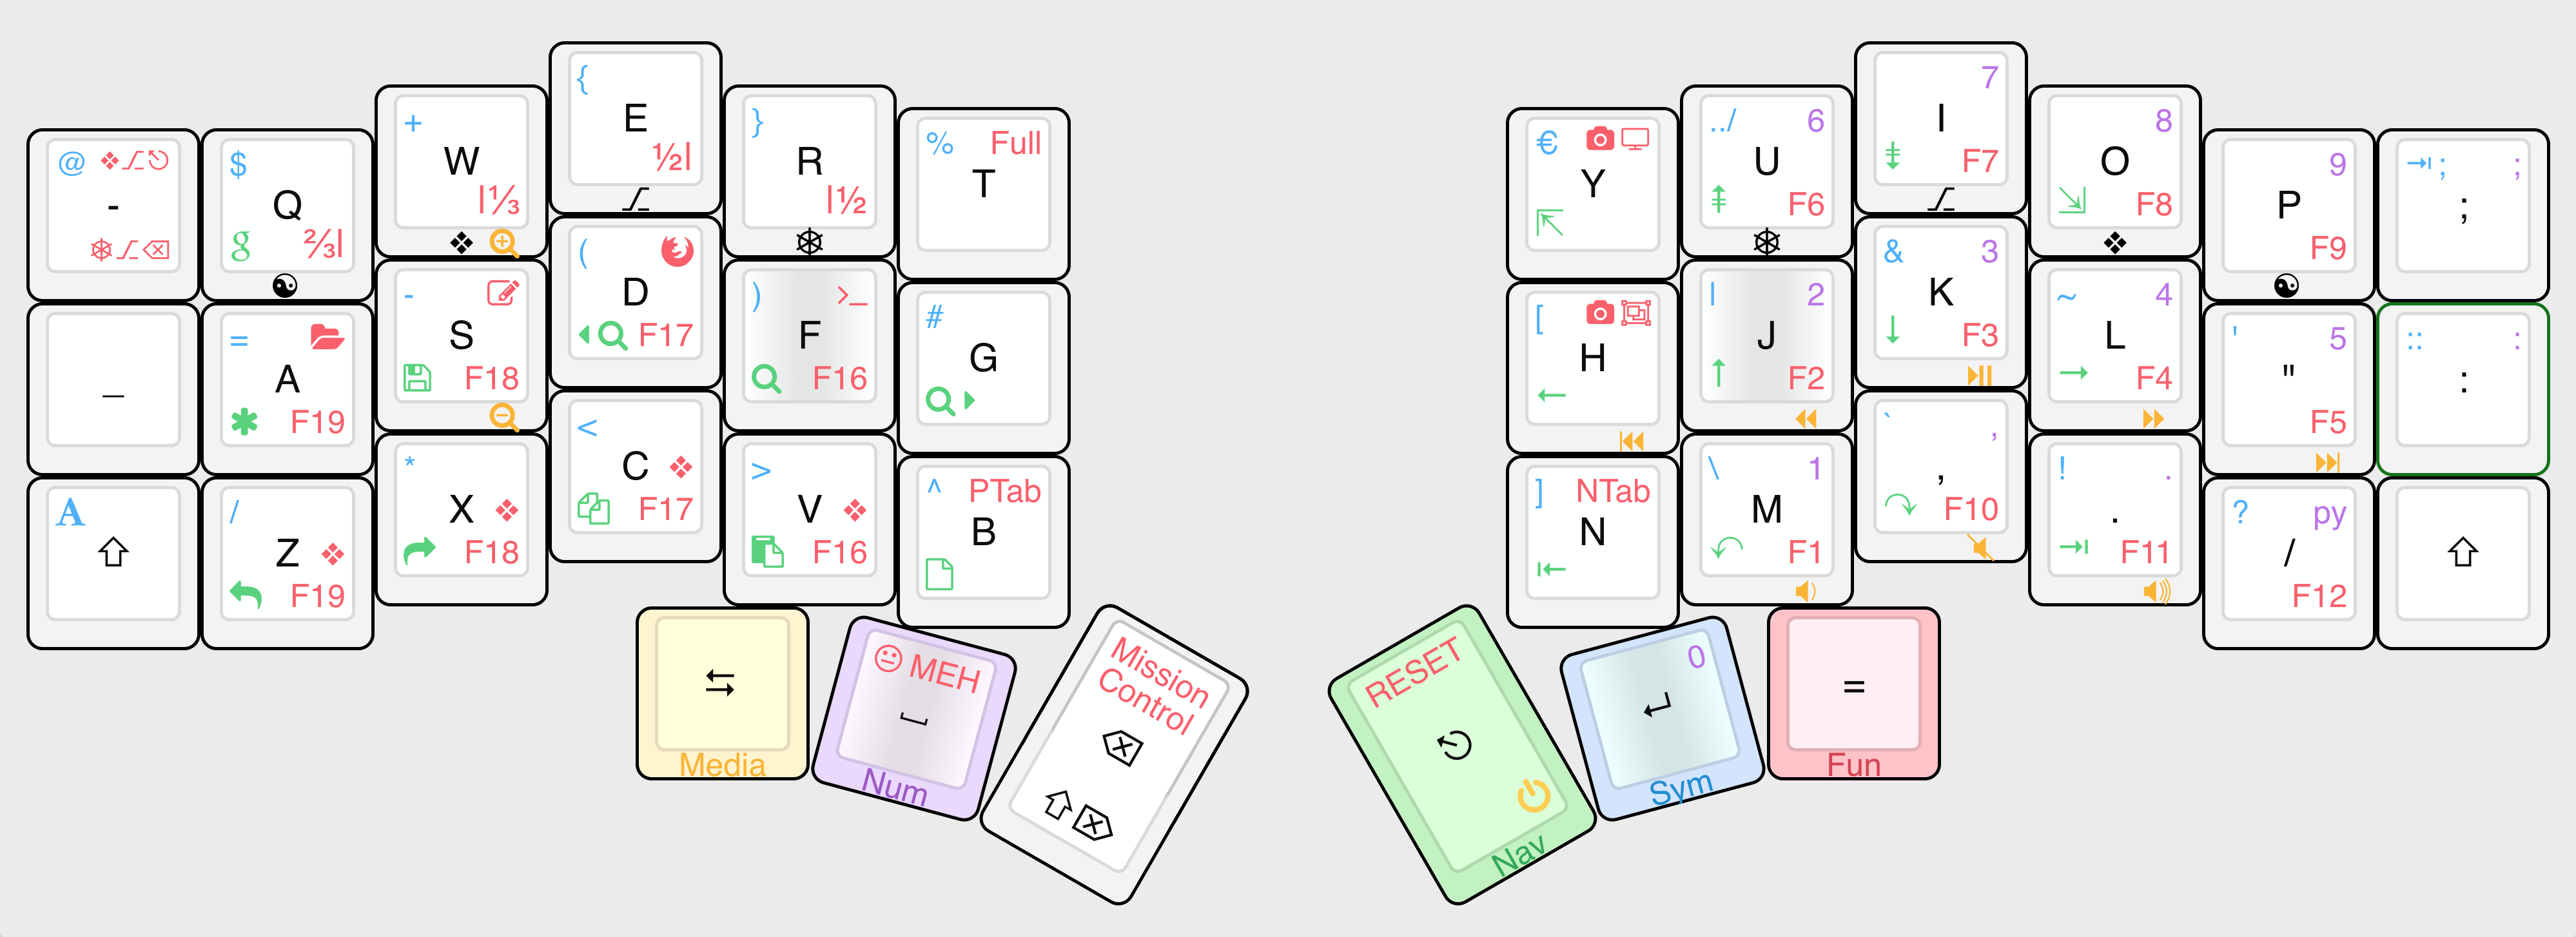 @ -
$ Q g ⅔|
+ W |⅓
{ E ½|
} R |½
% Full T
€ Y
../ 6 U F6
7 I F7
8 O F8
9 P F9
⇥; ; ;
_
= A F19
- S F18
( D F17
) >_ F F16
# G
[ H
| 2 J F2
& 3 K F3
~ 4 L F4
' 5 " F5
:: : :
A ⇧
/ Z F19
* X F18
< C F17
> V F16
^ PTab B
] NTab N
\ 1 M F1
` , , F10
! . . F11
? py / F12
⇧
Media
MEH
Num
Mission
Control
RESET
Nav
0
Sym
=
Fun